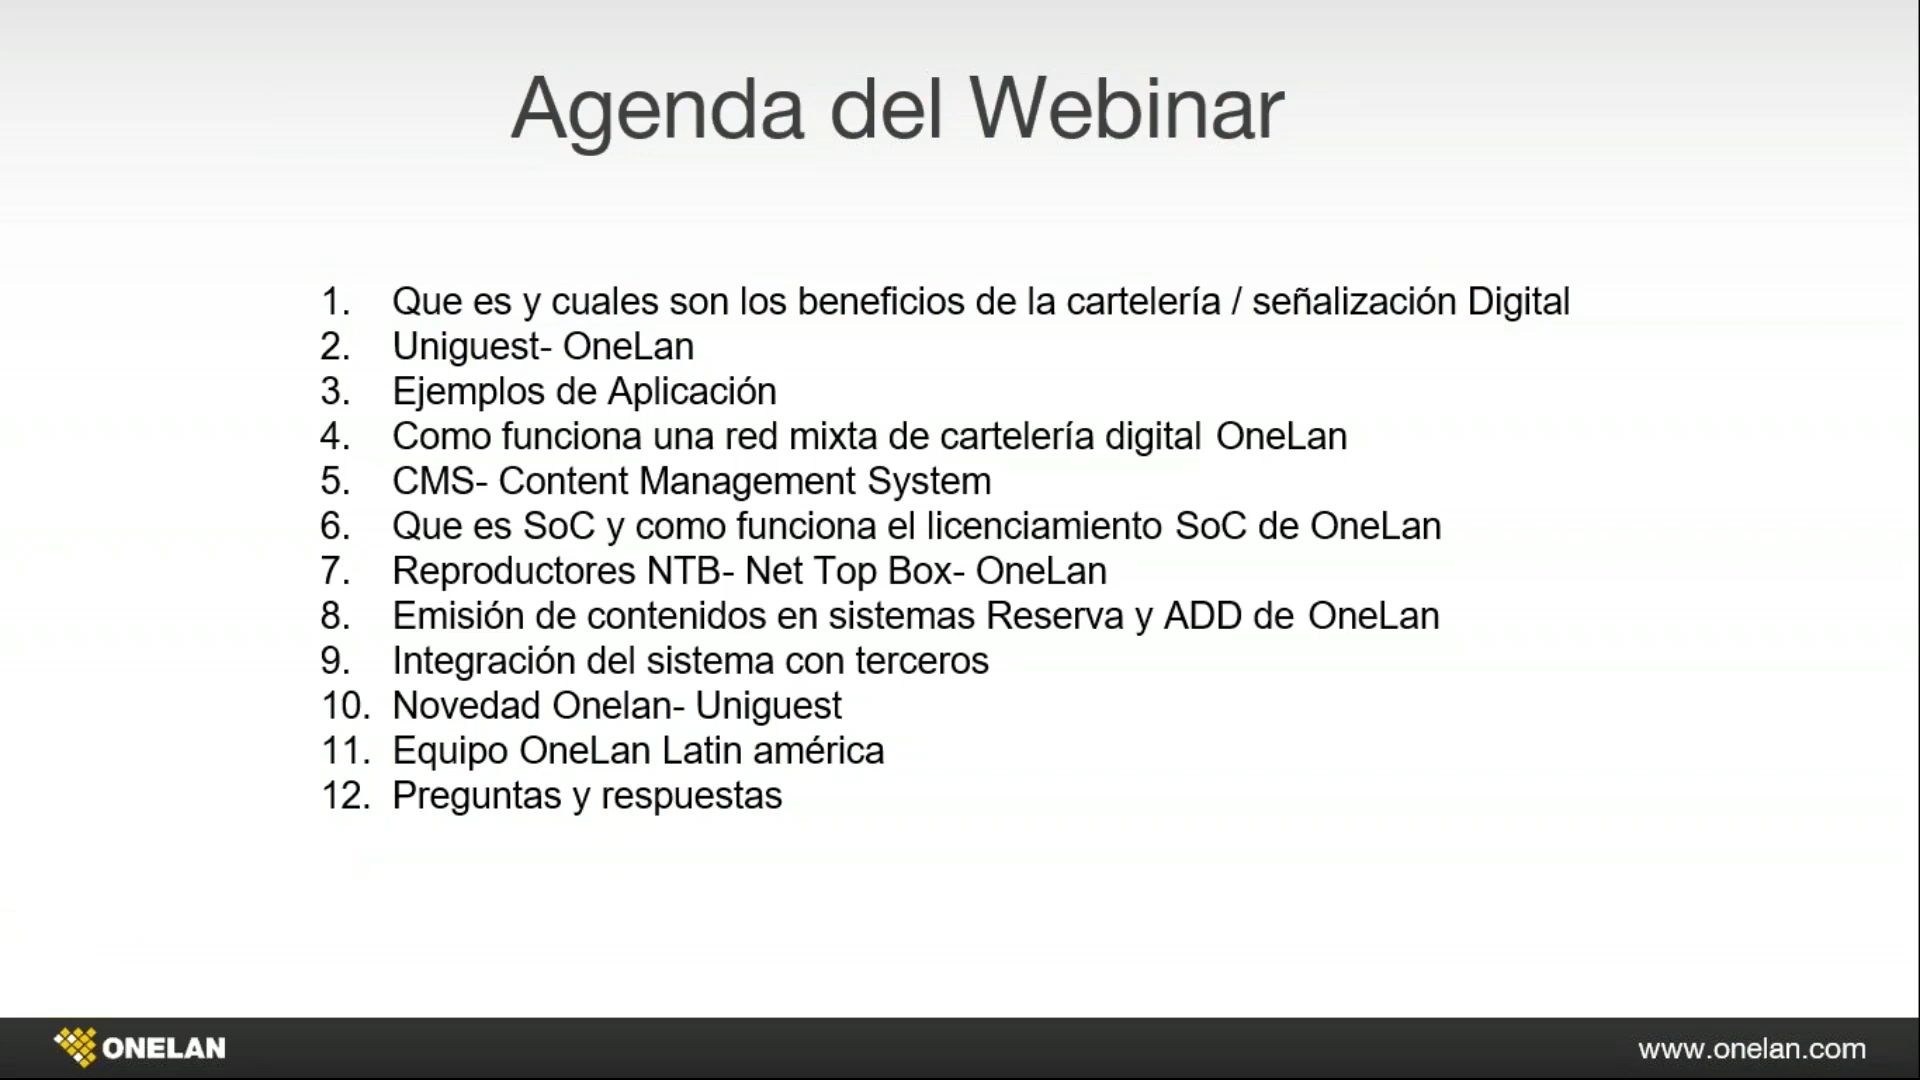 Agenda del Webinar
1. Que es y cuales son los beneficios de la cartelería / señalización Digital
2. Uniguest- OneLan
3. Ejemplos de Aplicación
4. Como funciona una red mixta de cartelería digital OneLan
5. CMS- Content Management System
6. Que es SoC y como funciona el licenciamiento SoC de OneLan
7. Reproductores NTB- Net Top Box- OneLan
8. Emisión de contenidos en sistemas Reserva y ADD de OneLan
9. Integración del sistema con terceros
10. Novedad Onelan- Uniguest
11. Equipo OneLan Latin américa
12. Preguntas y respuestas
ONELAN
www.onelan.com